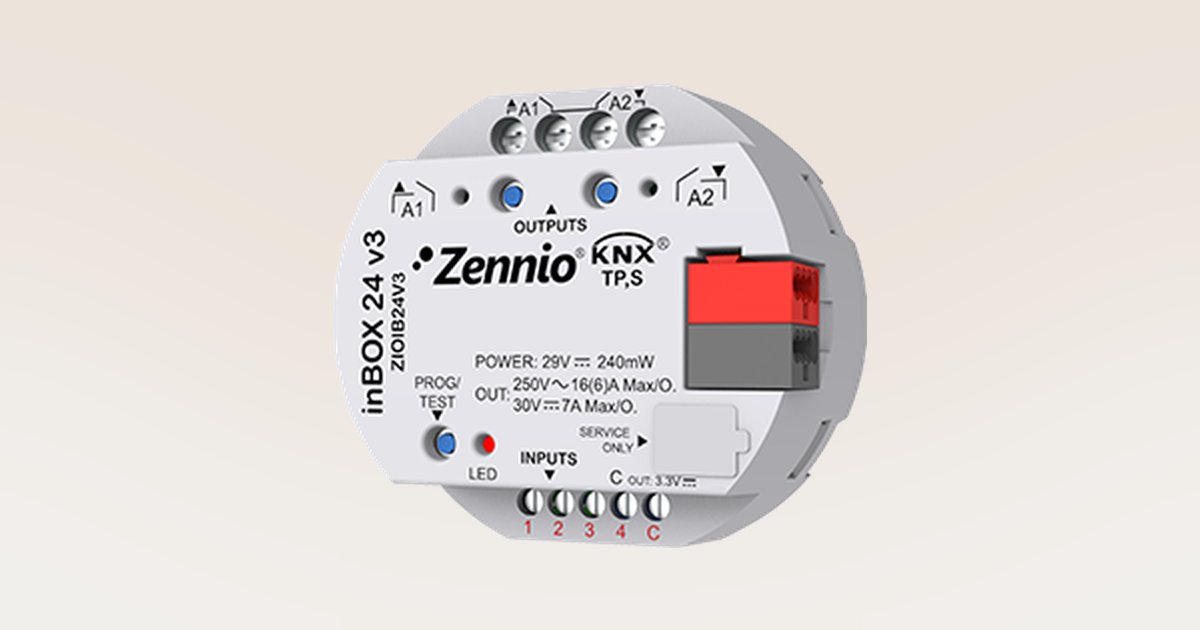 A1 A2
A1
A2
OUTPUTS
Zennio®
KNX®
TP,S
inBOX 24 v3
ZIOIB24V3
POWER: 29V⎓ 240mW
OUT: 250V～16(6)A Max/O.
30V⎓7A Max/O.
PROG/
TEST
SERVICE
ONLY
LED
INPUTS
C OUT: 3.3V⎓
1 2 3 4 C